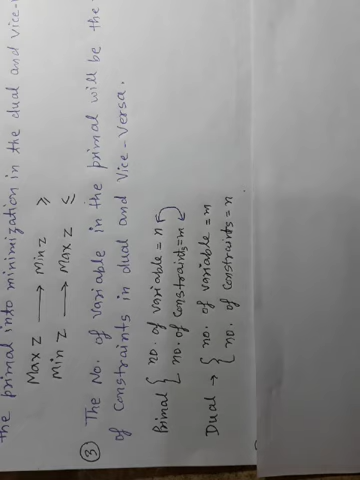 the primal into minimization in the dual and vice-
Max Z ⟶ Min Z ≥
Min Z ⟶ Max Z ≤
③ The No. of variable in the primal will be the
of Constraints in dual and Vice-Versa.
Primal { no. of variable = n
no. of constraints = m
Dual → { no. of variable = m
no. of constraints = n